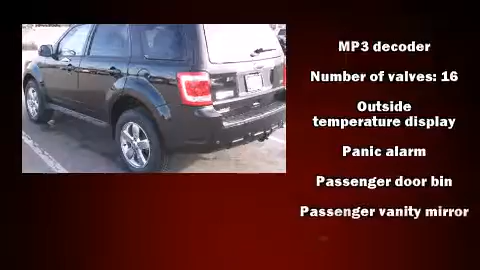 MP3 decoder
Number of valves: 16
Outside
temperature display
Panic alarm
Passenger door bin
Passenger vanity mirror